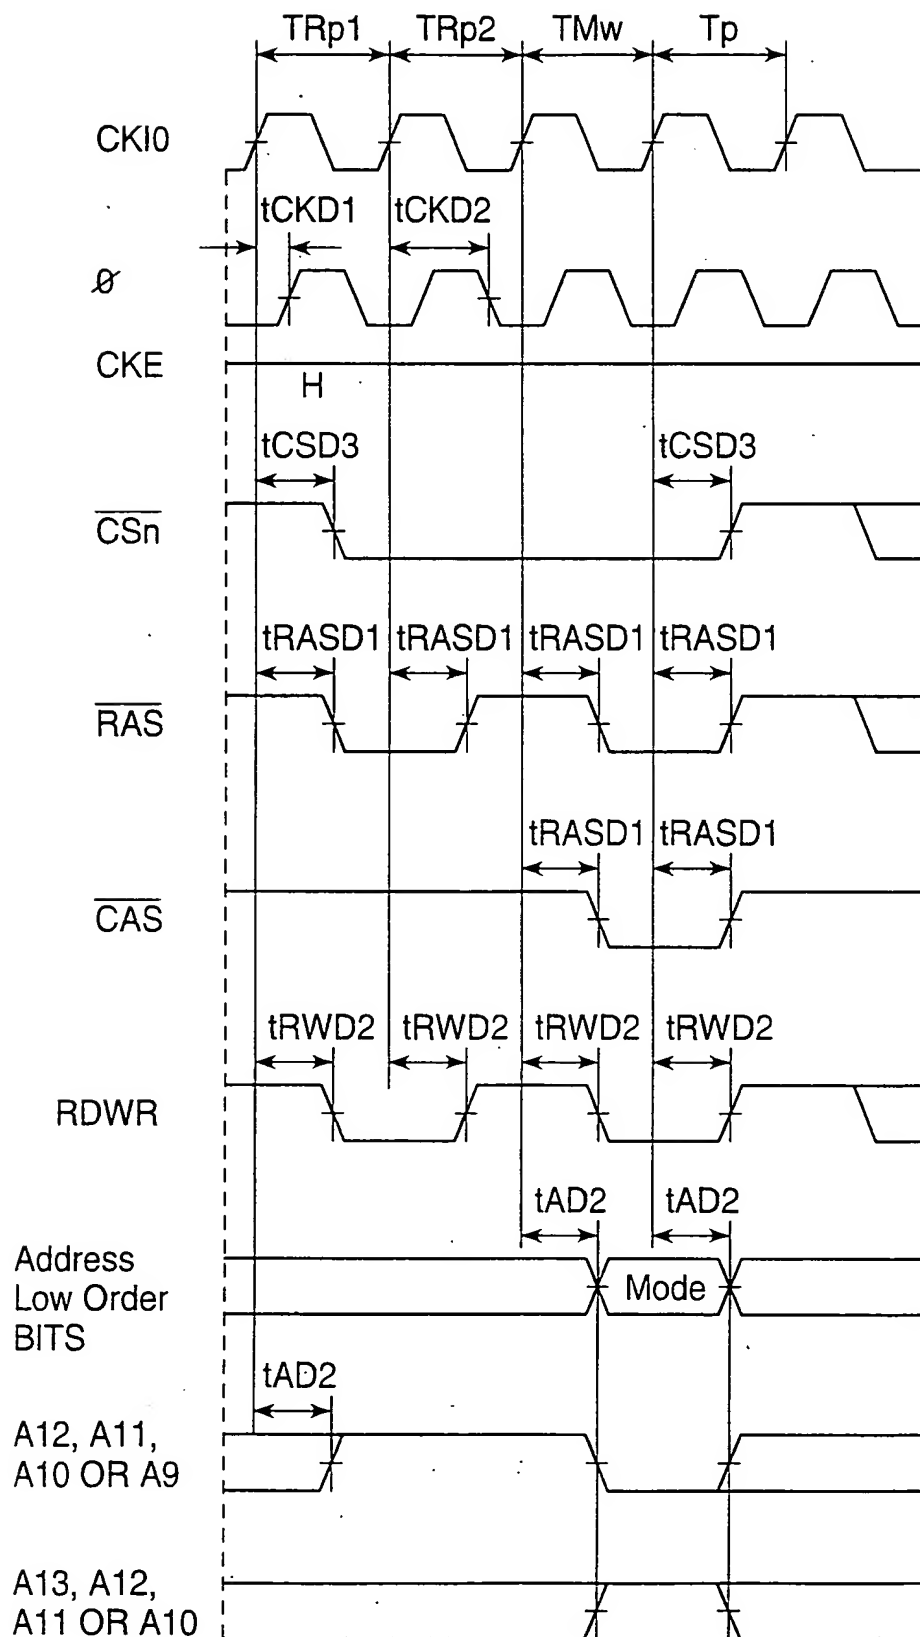 TRp1 TRp2 TMw Tp
CKI0
tCKD1 tCKD2
ø
CKE
H
tCSD3 tCSD3
CSn
tRASD1 tRASD1 tRASD1 tRASD1
RAS
tRASD1 tRASD1
CAS
tRWD2 tRWD2 tRWD2 tRWD2
RDWR
tAD2 tAD2
Address
Low Order
BITS
Mode
tAD2
A12, A11,
A10 OR A9
A13, A12,
A11 OR A10